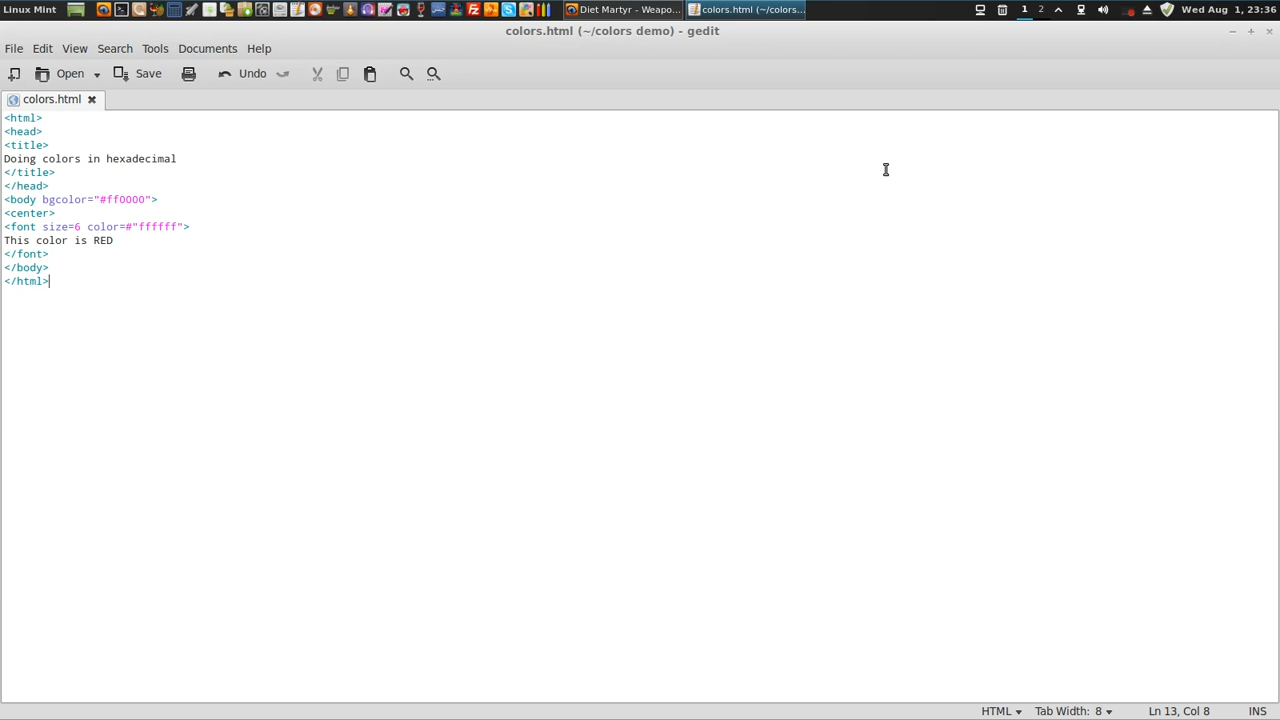 Linux Mint
Diet Martyr - Weapo...
colors.html (~/colors...
1
2
Wed Aug 1, 23:36
colors.html (~/colors demo) - gedit
File Edit View Search Tools Documents Help
Open Save Undo
colors.html
<html>
<head>
<title>
Doing colors in hexadecimal
</title>
</head>
<body bgcolor="#ff0000">
<center>
<font size=6 color=#"ffffff">
This color is RED
</font>
</body>
</html>
HTML Tab Width: 8 Ln 13, Col 8 INS